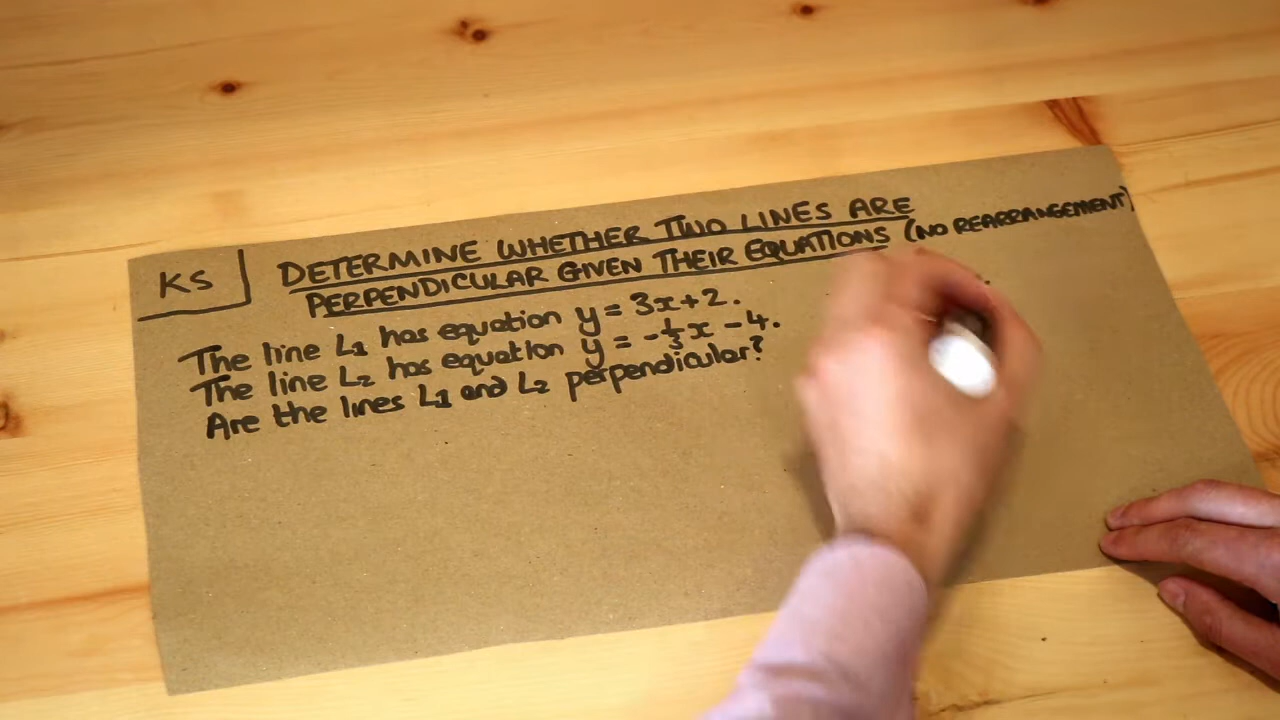 KS
DETERMINE WHETHER TWO LINES ARE
PERPENDICULAR GIVEN THEIR EQUATIONS (NO REARRANGEMENT)
The line L₁ has equation y = 3x + 2.
The line L₂ has equation y = -⅓x - 4.
Are the lines L₁ and L₂ perpendicular?